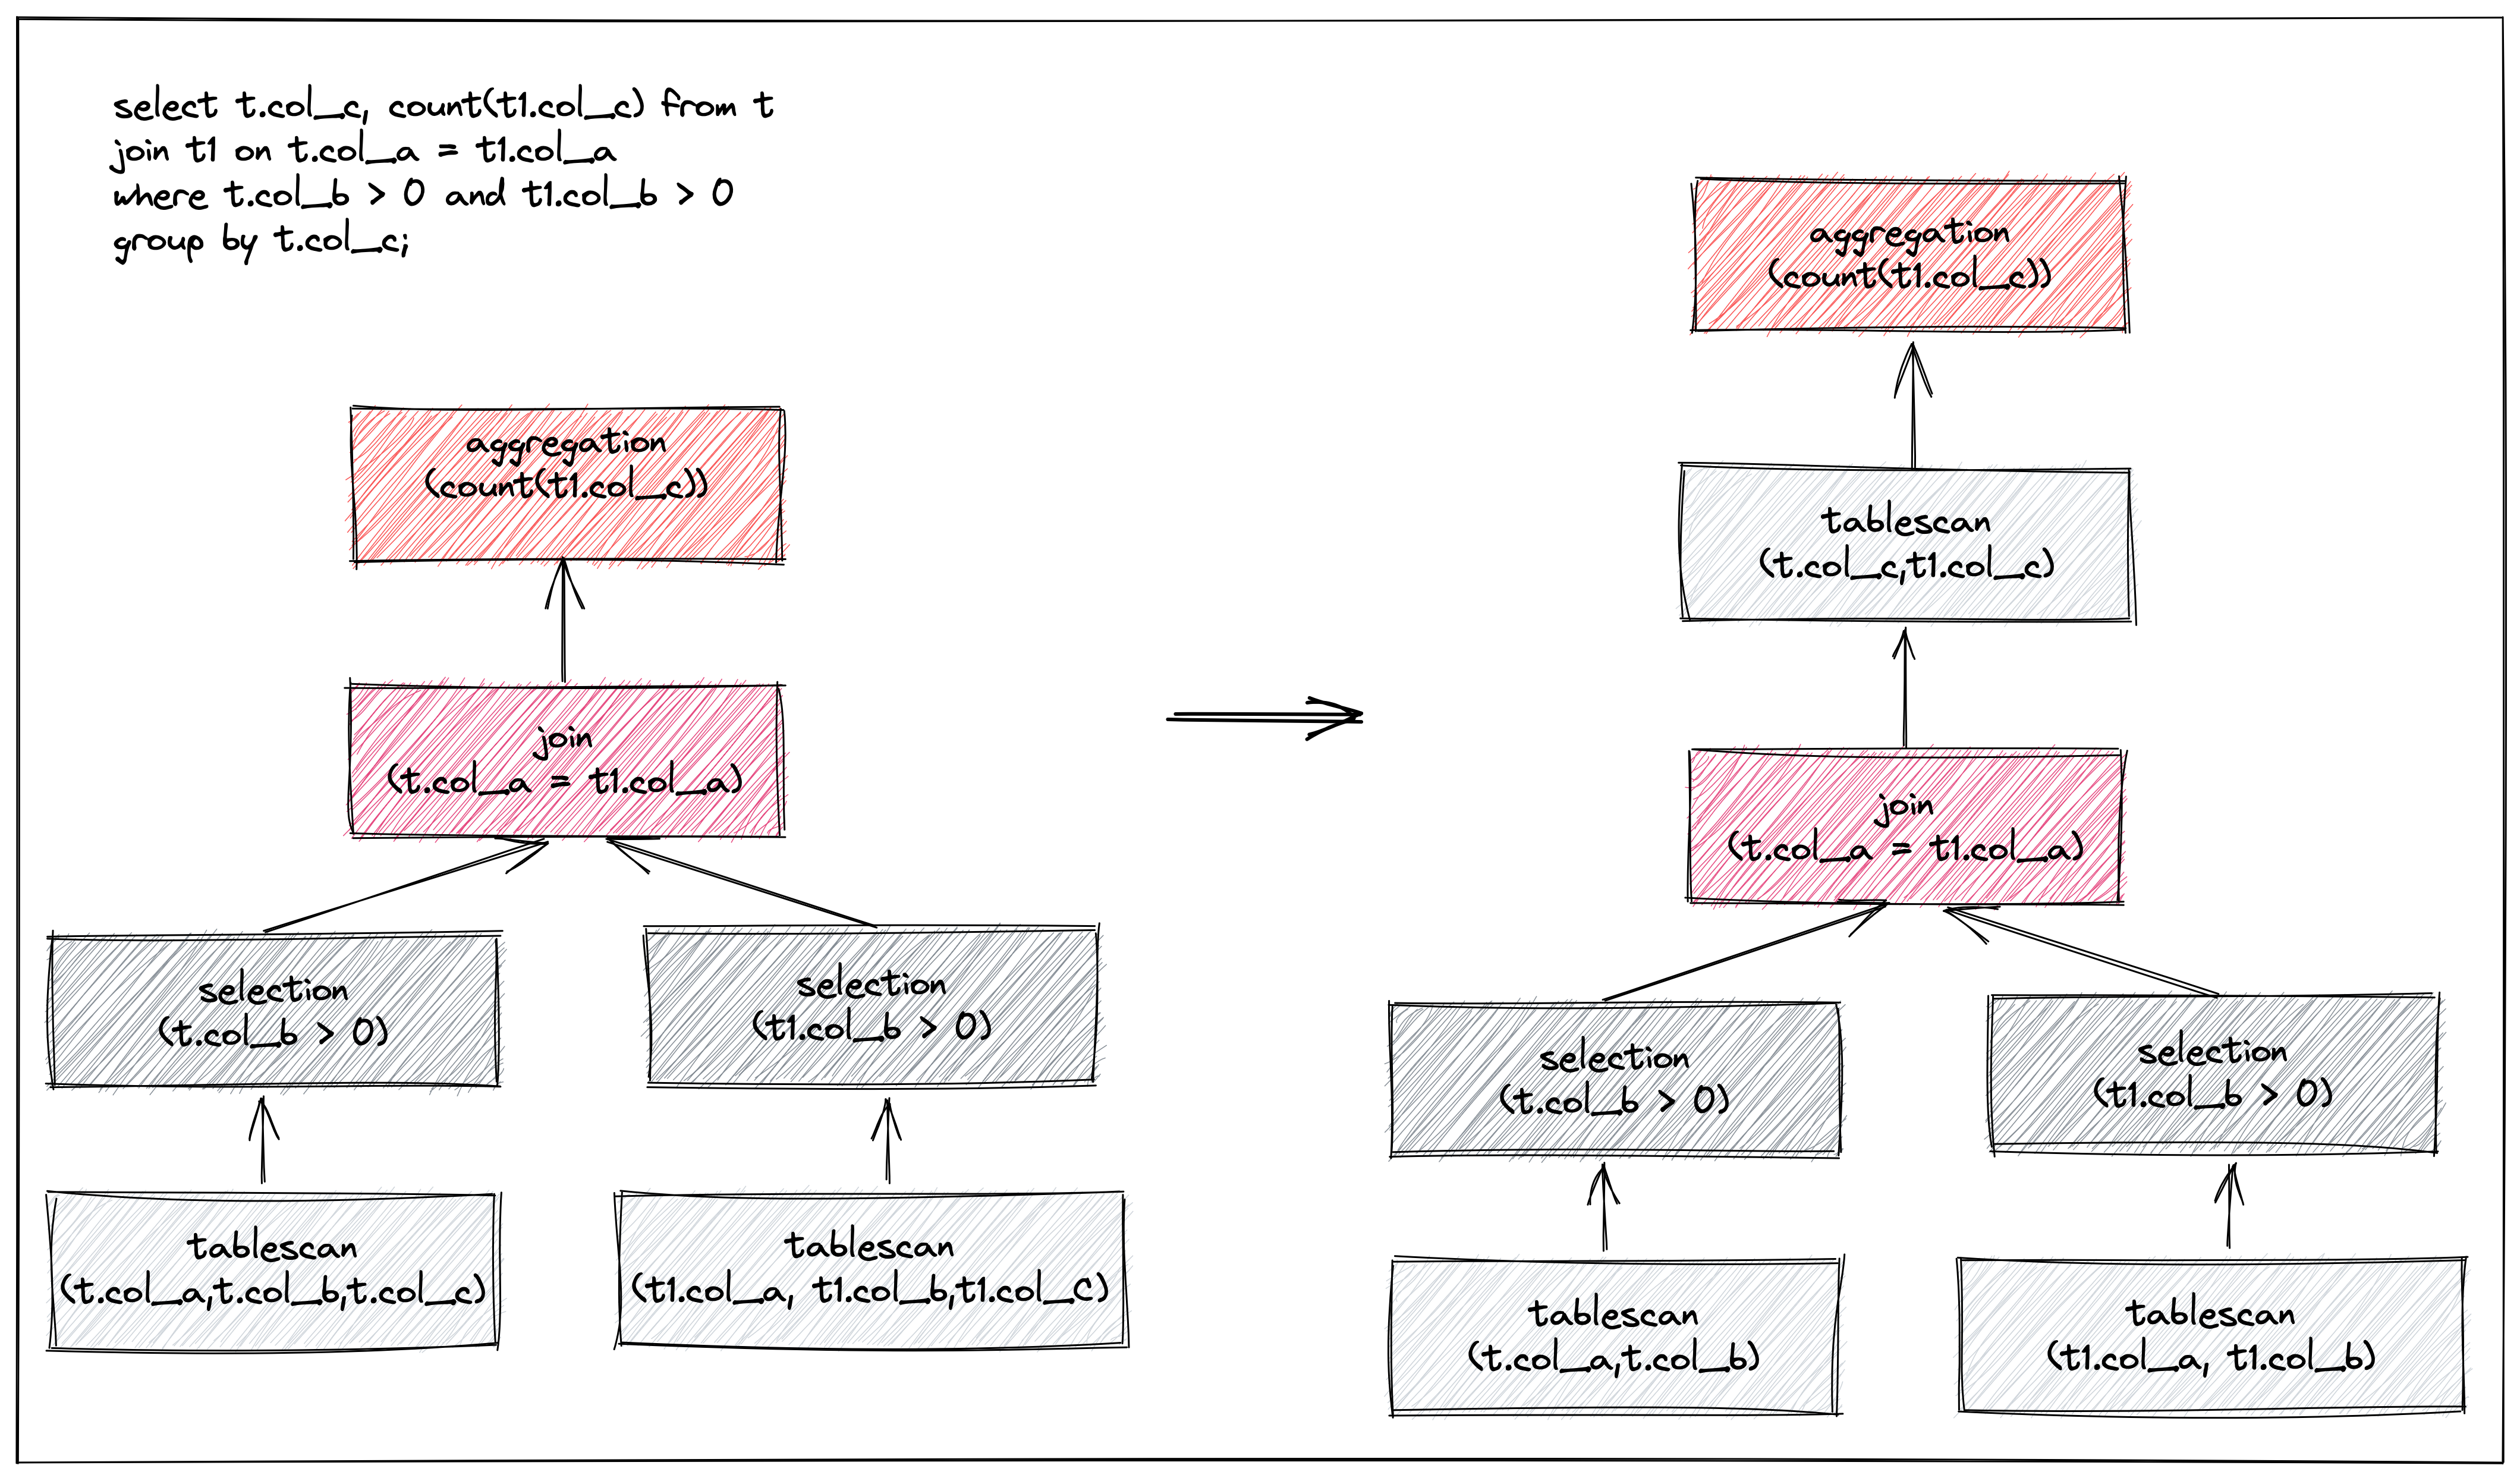 select t.col_c, count(t1.col_c) from t
join t1 on t.col_a = t1.col_a
where t.col_b > 0 and t1.col_b > 0
group by t.col_c;
aggregation
(count(t1.col_c))
join
(t.col_a = t1.col_a)
selection
(t.col_b > 0)
selection
(t1.col_b > 0)
tablescan
(t.col_a,t.col_b,t.col_c)
tablescan
(t1.col_a, t1.col_b,t1.col_C)
aggregation
(count(t1.col_c))
tablescan
(t.col_c,t1.col_c)
join
(t.col_a = t1.col_a)
selection
(t.col_b > 0)
selection
(t1.col_b > 0)
tablescan
(t.col_a,t.col_b)
tablescan
(t1.col_a, t1.col_b)